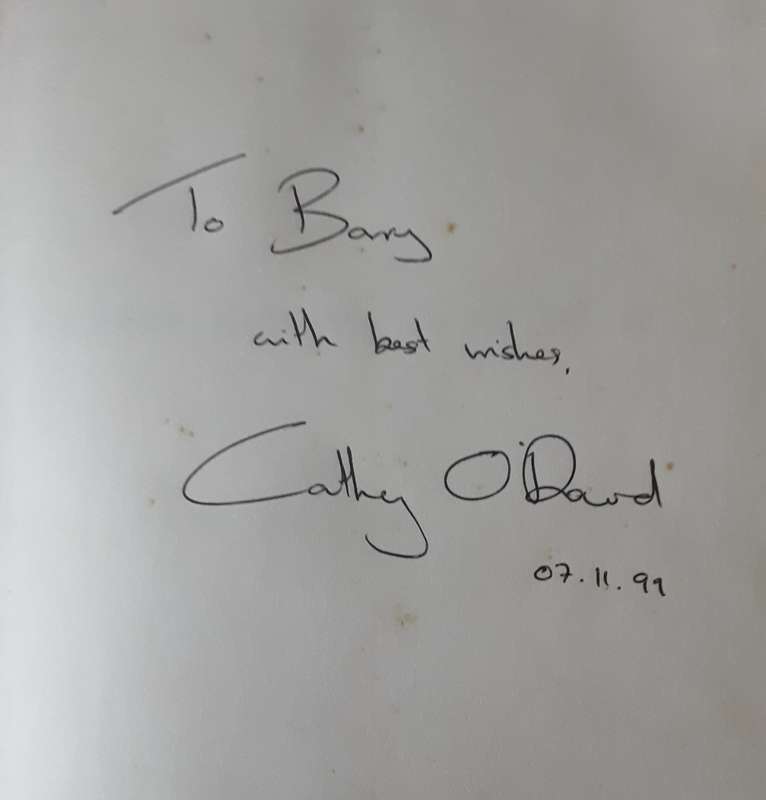 To Barry
with best wishes,
Cathy O'Dowd
07.11.99